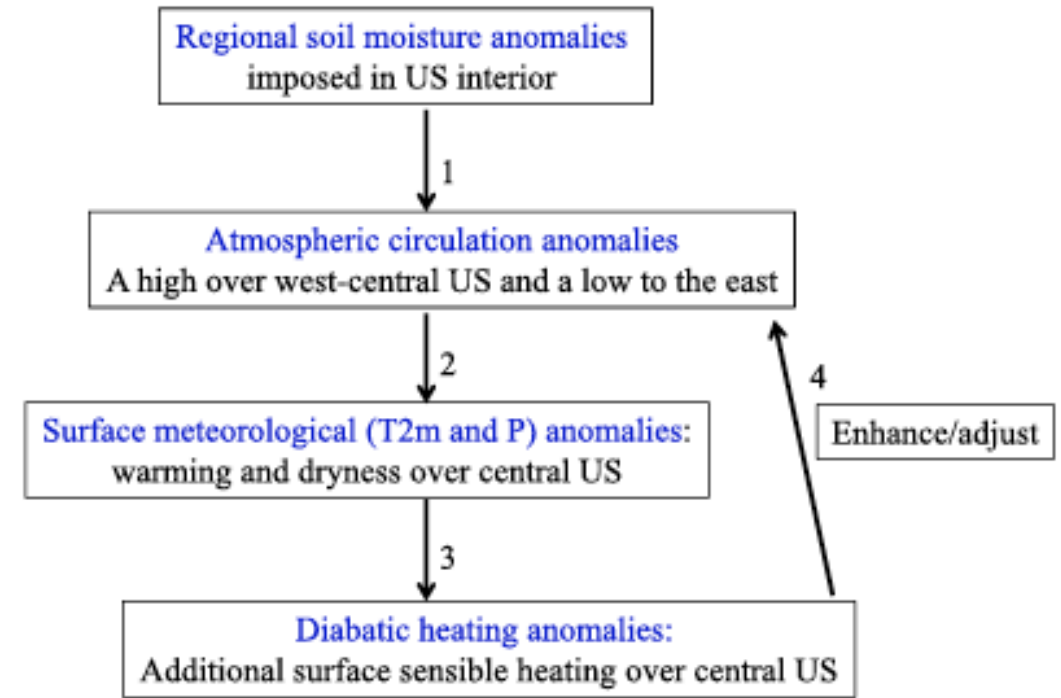 Regional soil moisture anomalies
imposed in US interior
1
Atmospheric circulation anomalies
A high over west-central US and a low to the east
2
4
Surface meteorological (T2m and P) anomalies:
warming and dryness over central US
Enhance/adjust
3
Diabatic heating anomalies:
Additional surface sensible heating over central US